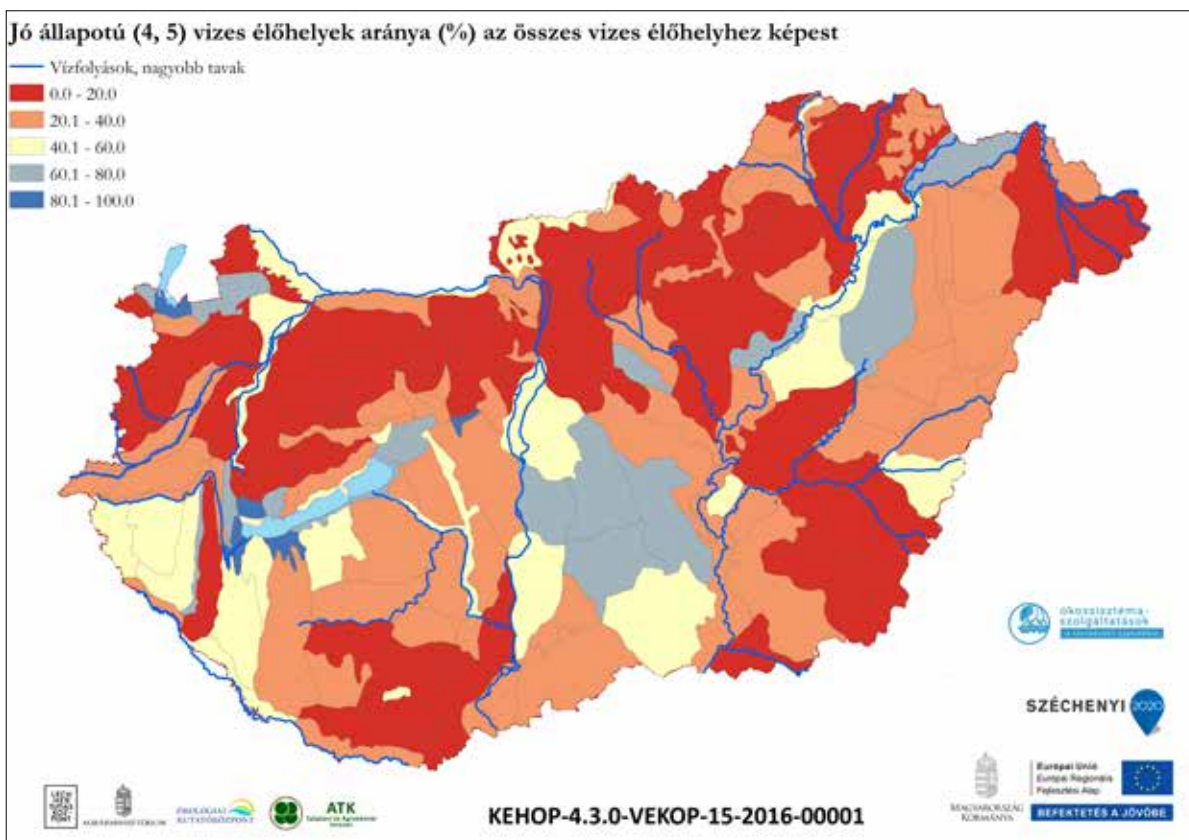 Jó állapotú (4, 5) vizes élőhelyek aránya (%) az összes vizes élőhelyhez képest
Vízfolyások, nagyobb tavak
0.0 - 20.0
20.1 - 40.0
40.1 - 60.0
60.1 - 80.0
80.1 - 100.0
ökoszisztéma-
szolgáltatások
SZÉCHENYI 2020
AGRÁRMINISZTÉRIUM
ÖKOLÓGIAI
KUTATÓKÖZPONT
ATK
KEHOP-4.3.0-VEKOP-15-2016-00001
MAGYARORSZÁG
KORMÁNYA
Európai Unió
Európai Regionális
Fejlesztési Alap
BEFEKTETÉS A JÖVŐBE